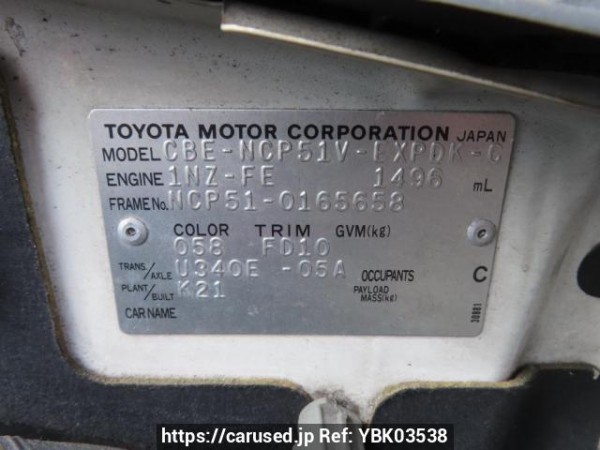 TOYOTA MOTOR CORPORATION JAPAN
MODEL CBE-NCP51V-EXPDK-G
ENGINE 1NZ-FE 1496 mL
FRAME No. NCP51-0165658
COLOR TRIM GVM(kg)
058 FD10
TRANS./AXLE U340E -05A OCCUPANTS C
PLANT/BUILT K21 PAYLOAD MASS(kg)
CAR NAME
https://carused.jp Ref: YBK03538